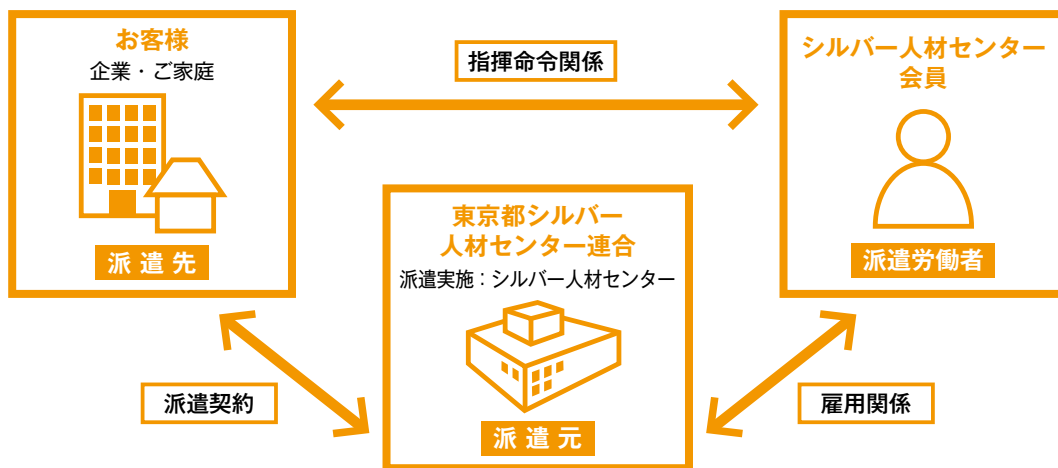 お客様
企業・ご家庭
派遣先
指揮命令関係
シルバー人材センター
会員
派遣労働者
東京都シルバー
人材センター連合
派遣実施：シルバー人材センター
派遣元
派遣契約
雇用関係